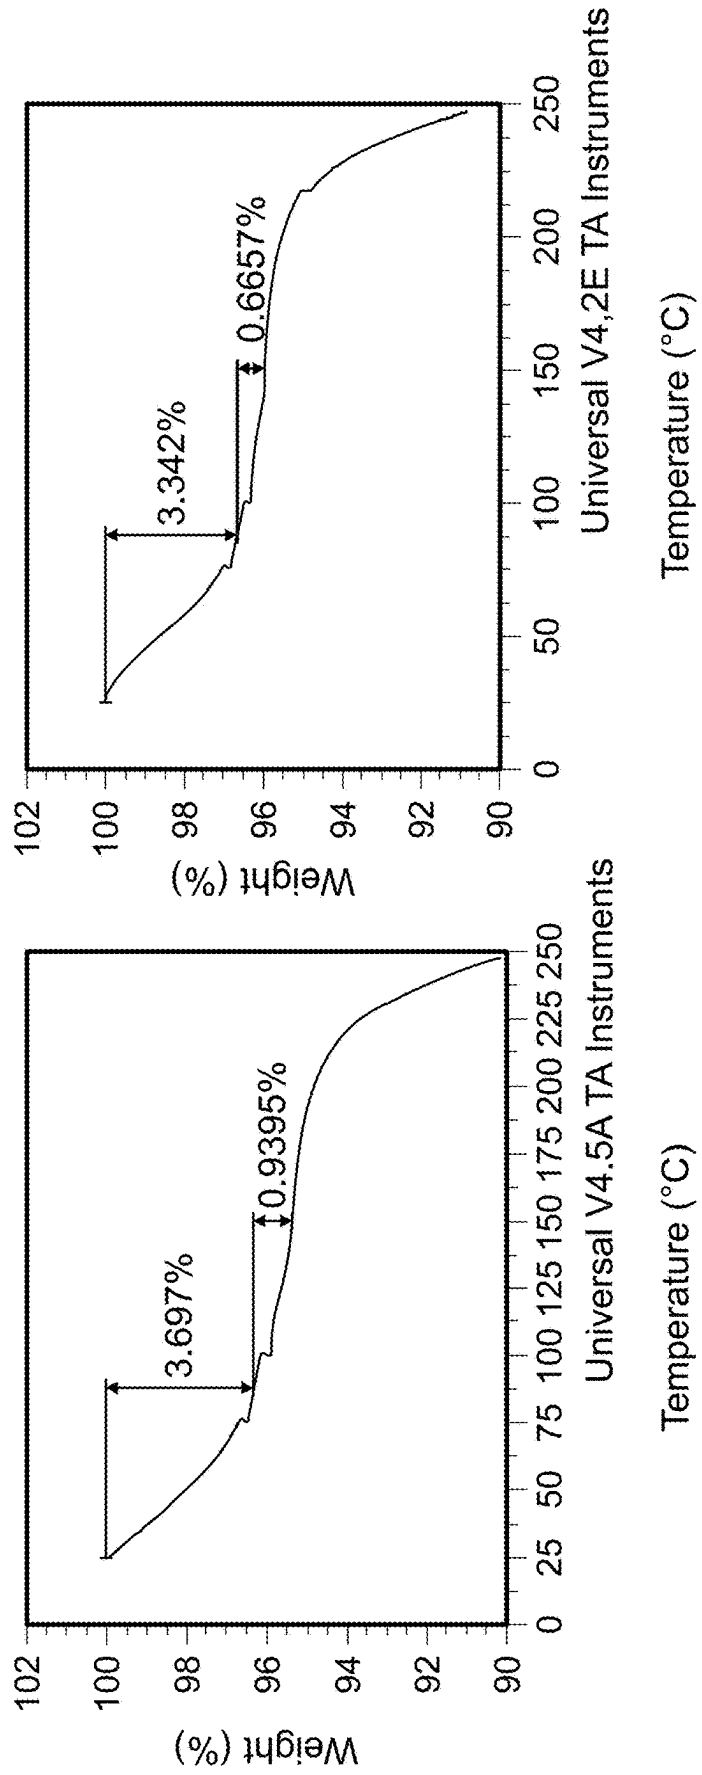 Weight (%)
102
100
98
96
94
92
90
3.697%
0.9395%
0 25 50 75 100 125 150 175 200 225 250
Universal V4.5A TA Instruments
Temperature (°C)
Weight (%)
102
100
98
96
94
92
90
3.342%
0.6657%
0 50 100 150 200 250
Universal V4,2E TA Instruments
Temperature (°C)